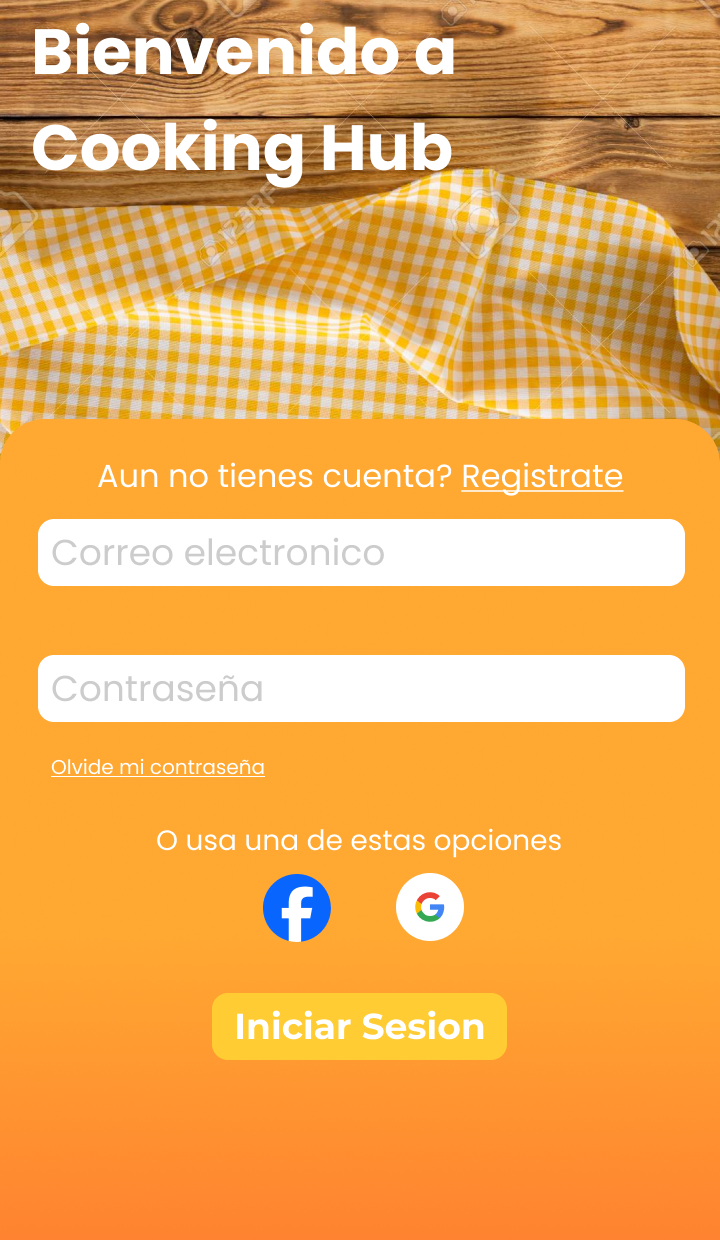 Bienvenido a
Cooking Hub
Aun no tienes cuenta? Registrate
Correo electronico
Contraseña
Olvide mi contraseña
O usa una de estas opciones
Iniciar Sesion